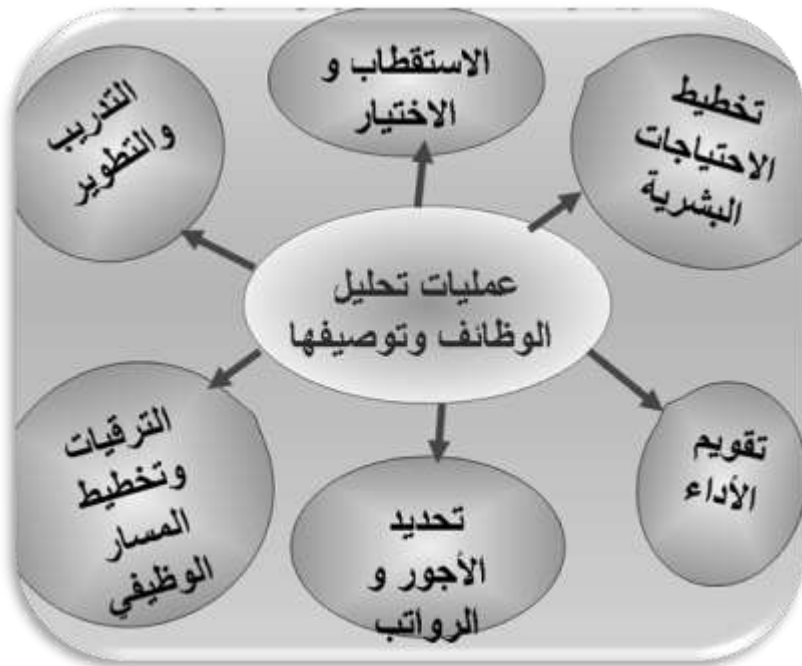 تخطيط
الاحتياجات
البشرية
الاستقطاب و
الاختيار
التدريب
والتطوير
عمليات تحليل
الوظائف وتوصيفها
تقويم
الأداء
تحديد
الأجور و
الرواتب
الترقيات
وتخطيط
المسار
الوظيفي